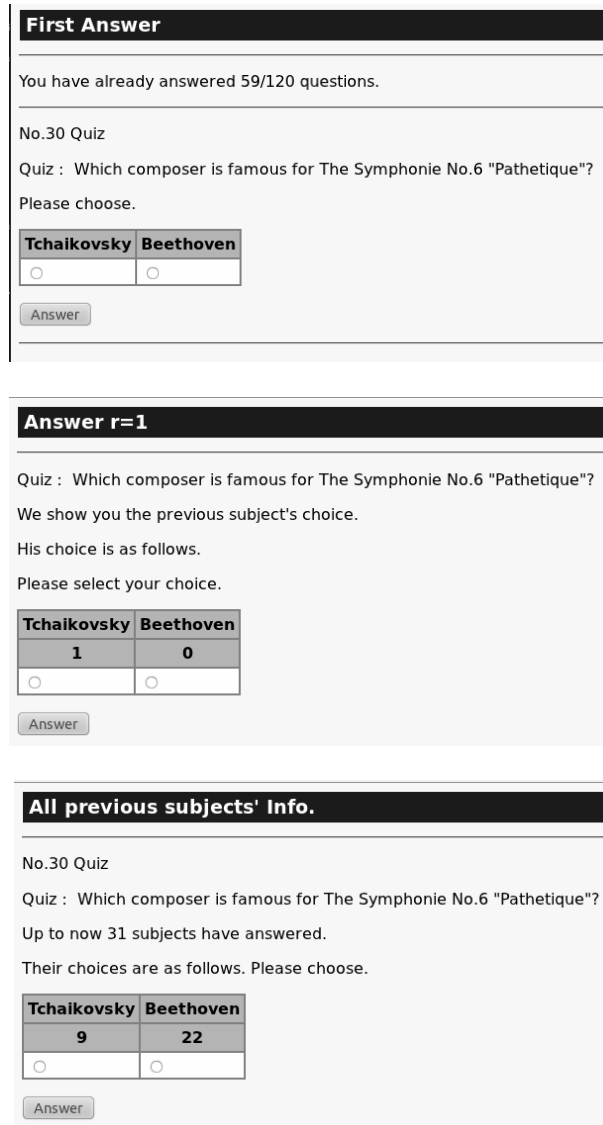 First Answer
You have already answered 59/120 questions.
No.30 Quiz
Quiz : Which composer is famous for The Symphonie No.6 "Pathetique"?
Please choose.
Tchaikovsky Beethoven
Answer
Answer r=1
Quiz : Which composer is famous for The Symphonie No.6 "Pathetique"?
We show you the previous subject's choice.
His choice is as follows.
Please select your choice.
Tchaikovsky Beethoven
1 0
Answer
All previous subjects' Info.
No.30 Quiz
Quiz : Which composer is famous for The Symphonie No.6 "Pathetique"?
Up to now 31 subjects have answered.
Their choices are as follows. Please choose.
Tchaikovsky Beethoven
9 22
Answer